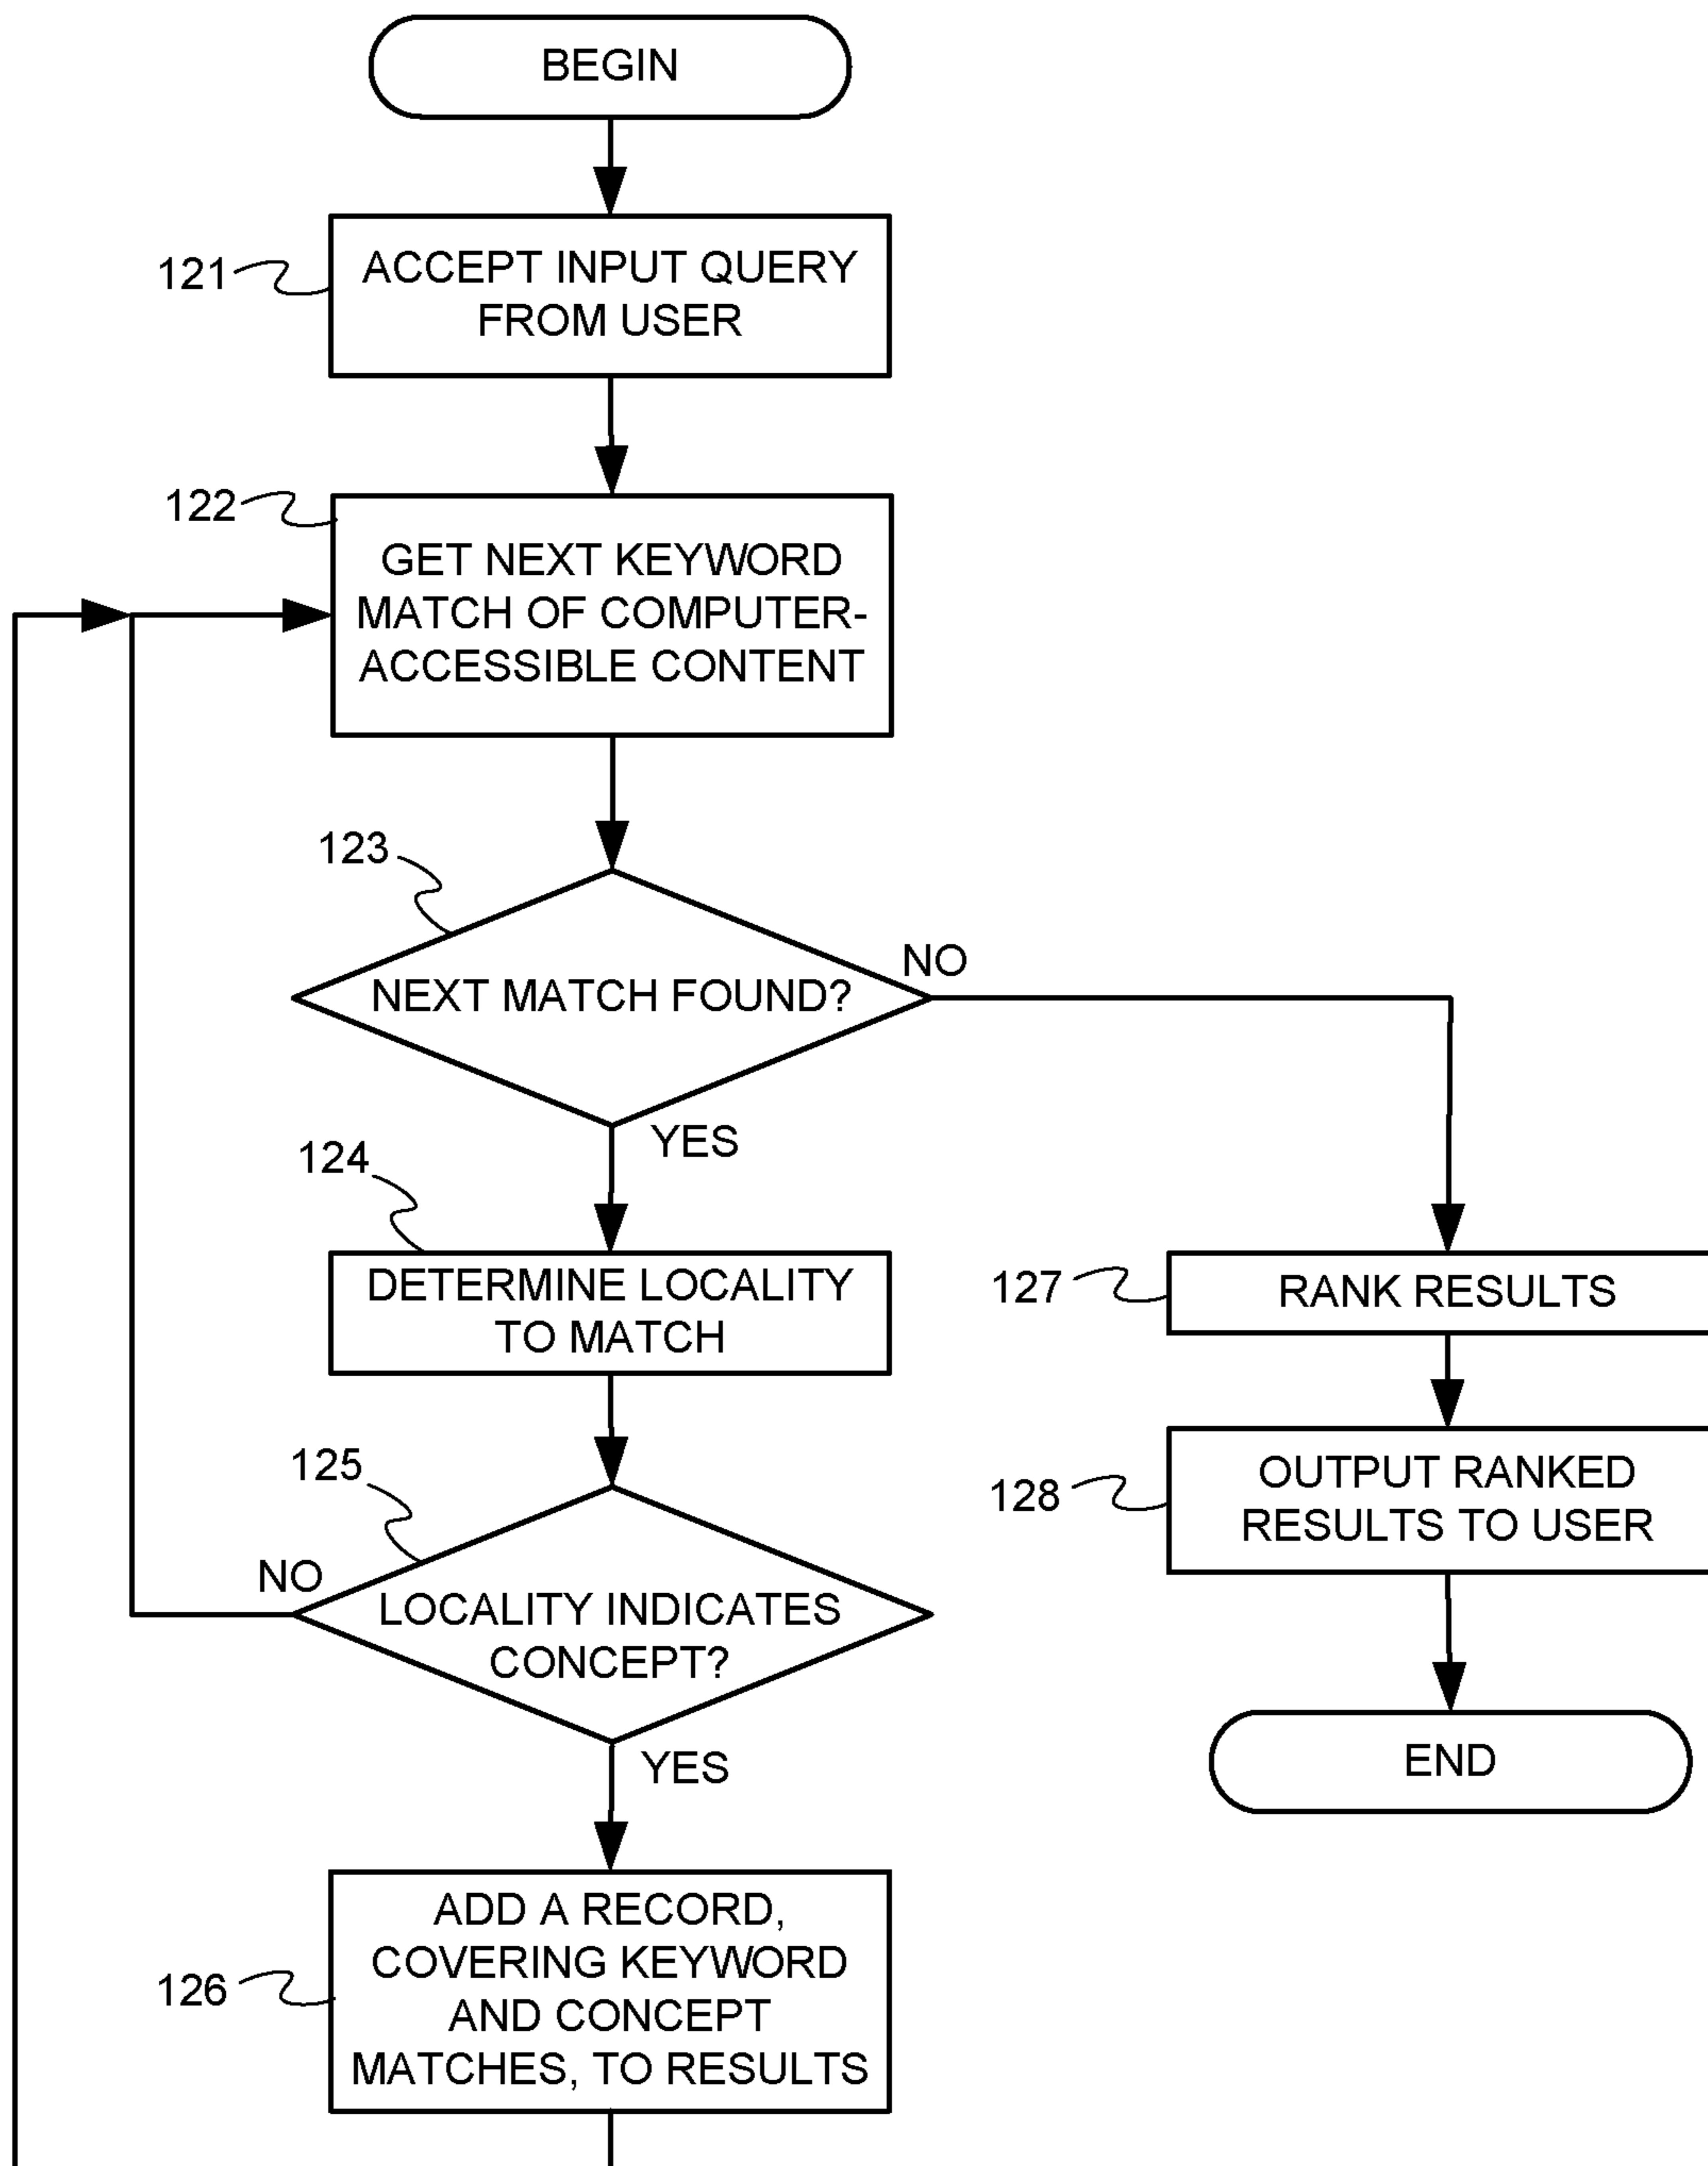 BEGIN
121
ACCEPT INPUT QUERY
FROM USER
122
GET NEXT KEYWORD
MATCH OF COMPUTER-
ACCESSIBLE CONTENT
123
NEXT MATCH FOUND?
NO
YES
124
DETERMINE LOCALITY
TO MATCH
125
LOCALITY INDICATES
CONCEPT?
NO
YES
126
ADD A RECORD,
COVERING KEYWORD
AND CONCEPT
MATCHES, TO RESULTS
127
RANK RESULTS
128
OUTPUT RANKED
RESULTS TO USER
END